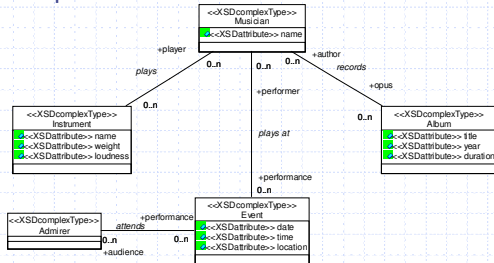 <<XSDcomplexType>>
Musician
<<XSDattribute>> name
+player
0..n
0..n
0..n
+author
plays
records
+performer
+opus
0..n
0..n
<<XSDcomplexType>>
Instrument
<<XSDattribute>> name
<<XSDattribute>> weight
<<XSDattribute>> loudness
plays at
<<XSDcomplexType>>
Album
<<XSDattribute>> title
<<XSDattribute>> year
<<XSDattribute>> duration
+performance
0..n
<<XSDcomplexType>>
Event
<<XSDattribute>> date
<<XSDattribute>> time
<<XSDattribute>> location
<<XSDcomplexType>>
Admirer
attends
+performance
0..n
0..n
+audience